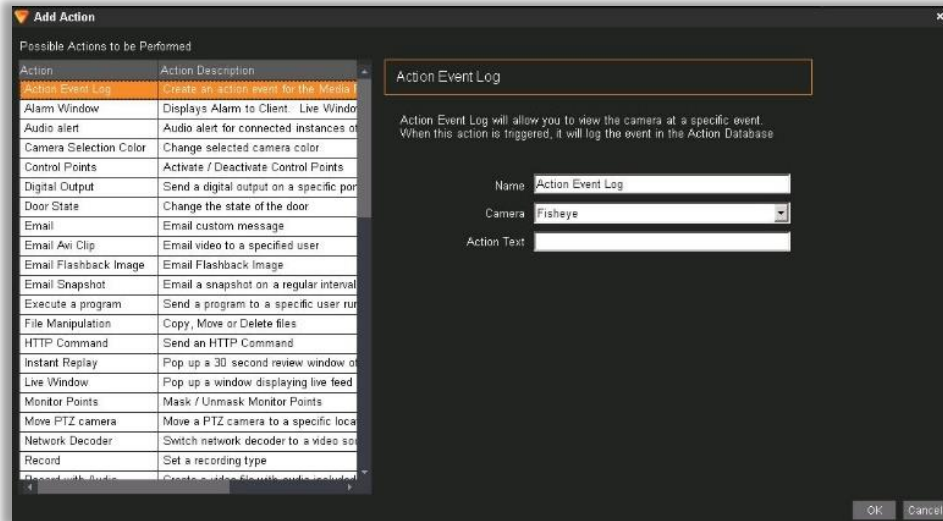 Add Action
Possible Actions to be Performed
Action Action Description
Action Event Log Create an action event for the Media
Alarm Window Displays Alarm to Client. Live Windo
Audio alert Audio alert for connected instances of
Camera Selection Color Change selected camera color
Control Points Activate / Deactivate Control Points
Digital Output Send a digital output on a specific por
Door State Change the state of the door
Email Email custom message
Email Avi Clip Email video to a specified user
Email Flashback Image Email Flashback Image
Email Snapshot Email a snapshot on a regular interval
Execute a program Send a program to a specific user run
File Manipulation Copy, Move or Delete files
HTTP Command Send an HTTP Command
Instant Replay Pop up a 30 second review window of
Live Window Pop up a window displaying live feed
Monitor Points Mask / Unmask Monitor Points
Move PTZ camera Move a PTZ camera to a specific loca
Network Decoder Switch network decoder to a video sou
Record Set a recording type
Record with Audio Create a video file with audio included
Action Event Log
Action Event Log will allow you to view the camera at a specific event.
When this action is triggered, it will log the event in the Action Database
Name Action Event Log
Camera Fisheye
Action Text
OK Cancel